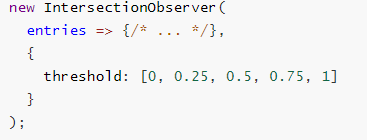 new IntersectionObserver(
  entries => {/* ... */},
  {
    threshold: [0, 0.25, 0.5, 0.75, 1]
  }
);